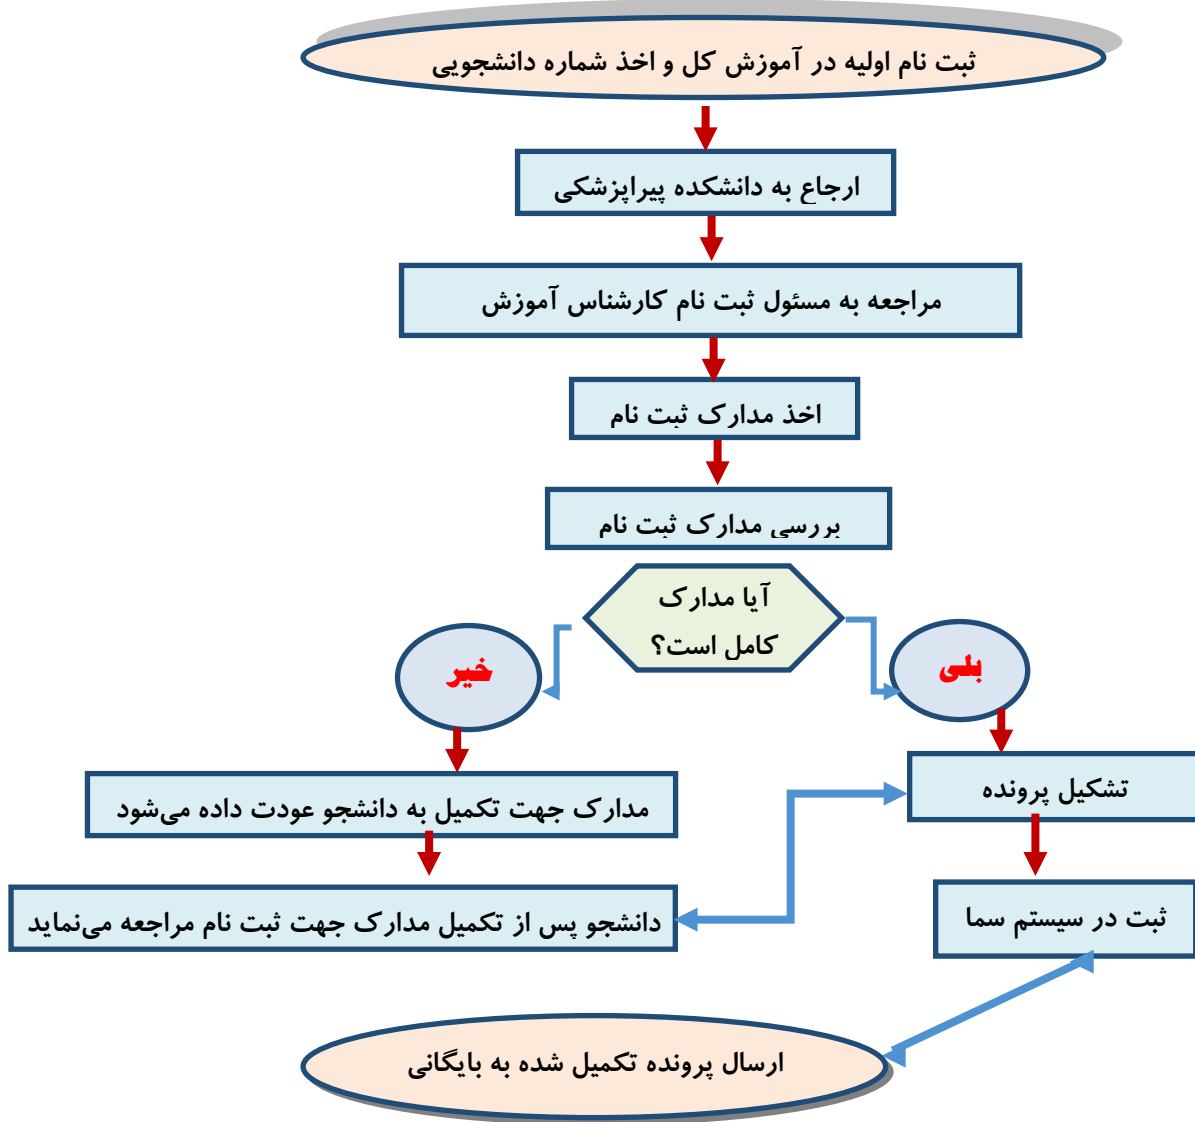 ثبت نام اولیه در آموزش کل و اخذ شماره دانشجویی
ارجاع به دانشکده پیراپزشکی
مراجعه به مسئول ثبت نام کارشناس آموزش
اخذ مدارک ثبت نام
بررسی مدارک ثبت نام
آیا مدارک
کامل است؟
بلی
خیر
تشکیل پرونده
مدارک جهت تکمیل به دانشجو عودت داده می‌شود
ثبت در سیستم سما
دانشجو پس از تکمیل مدارک جهت ثبت نام مراجعه می‌نماید
ارسال پرونده تکمیل شده به بایگانی